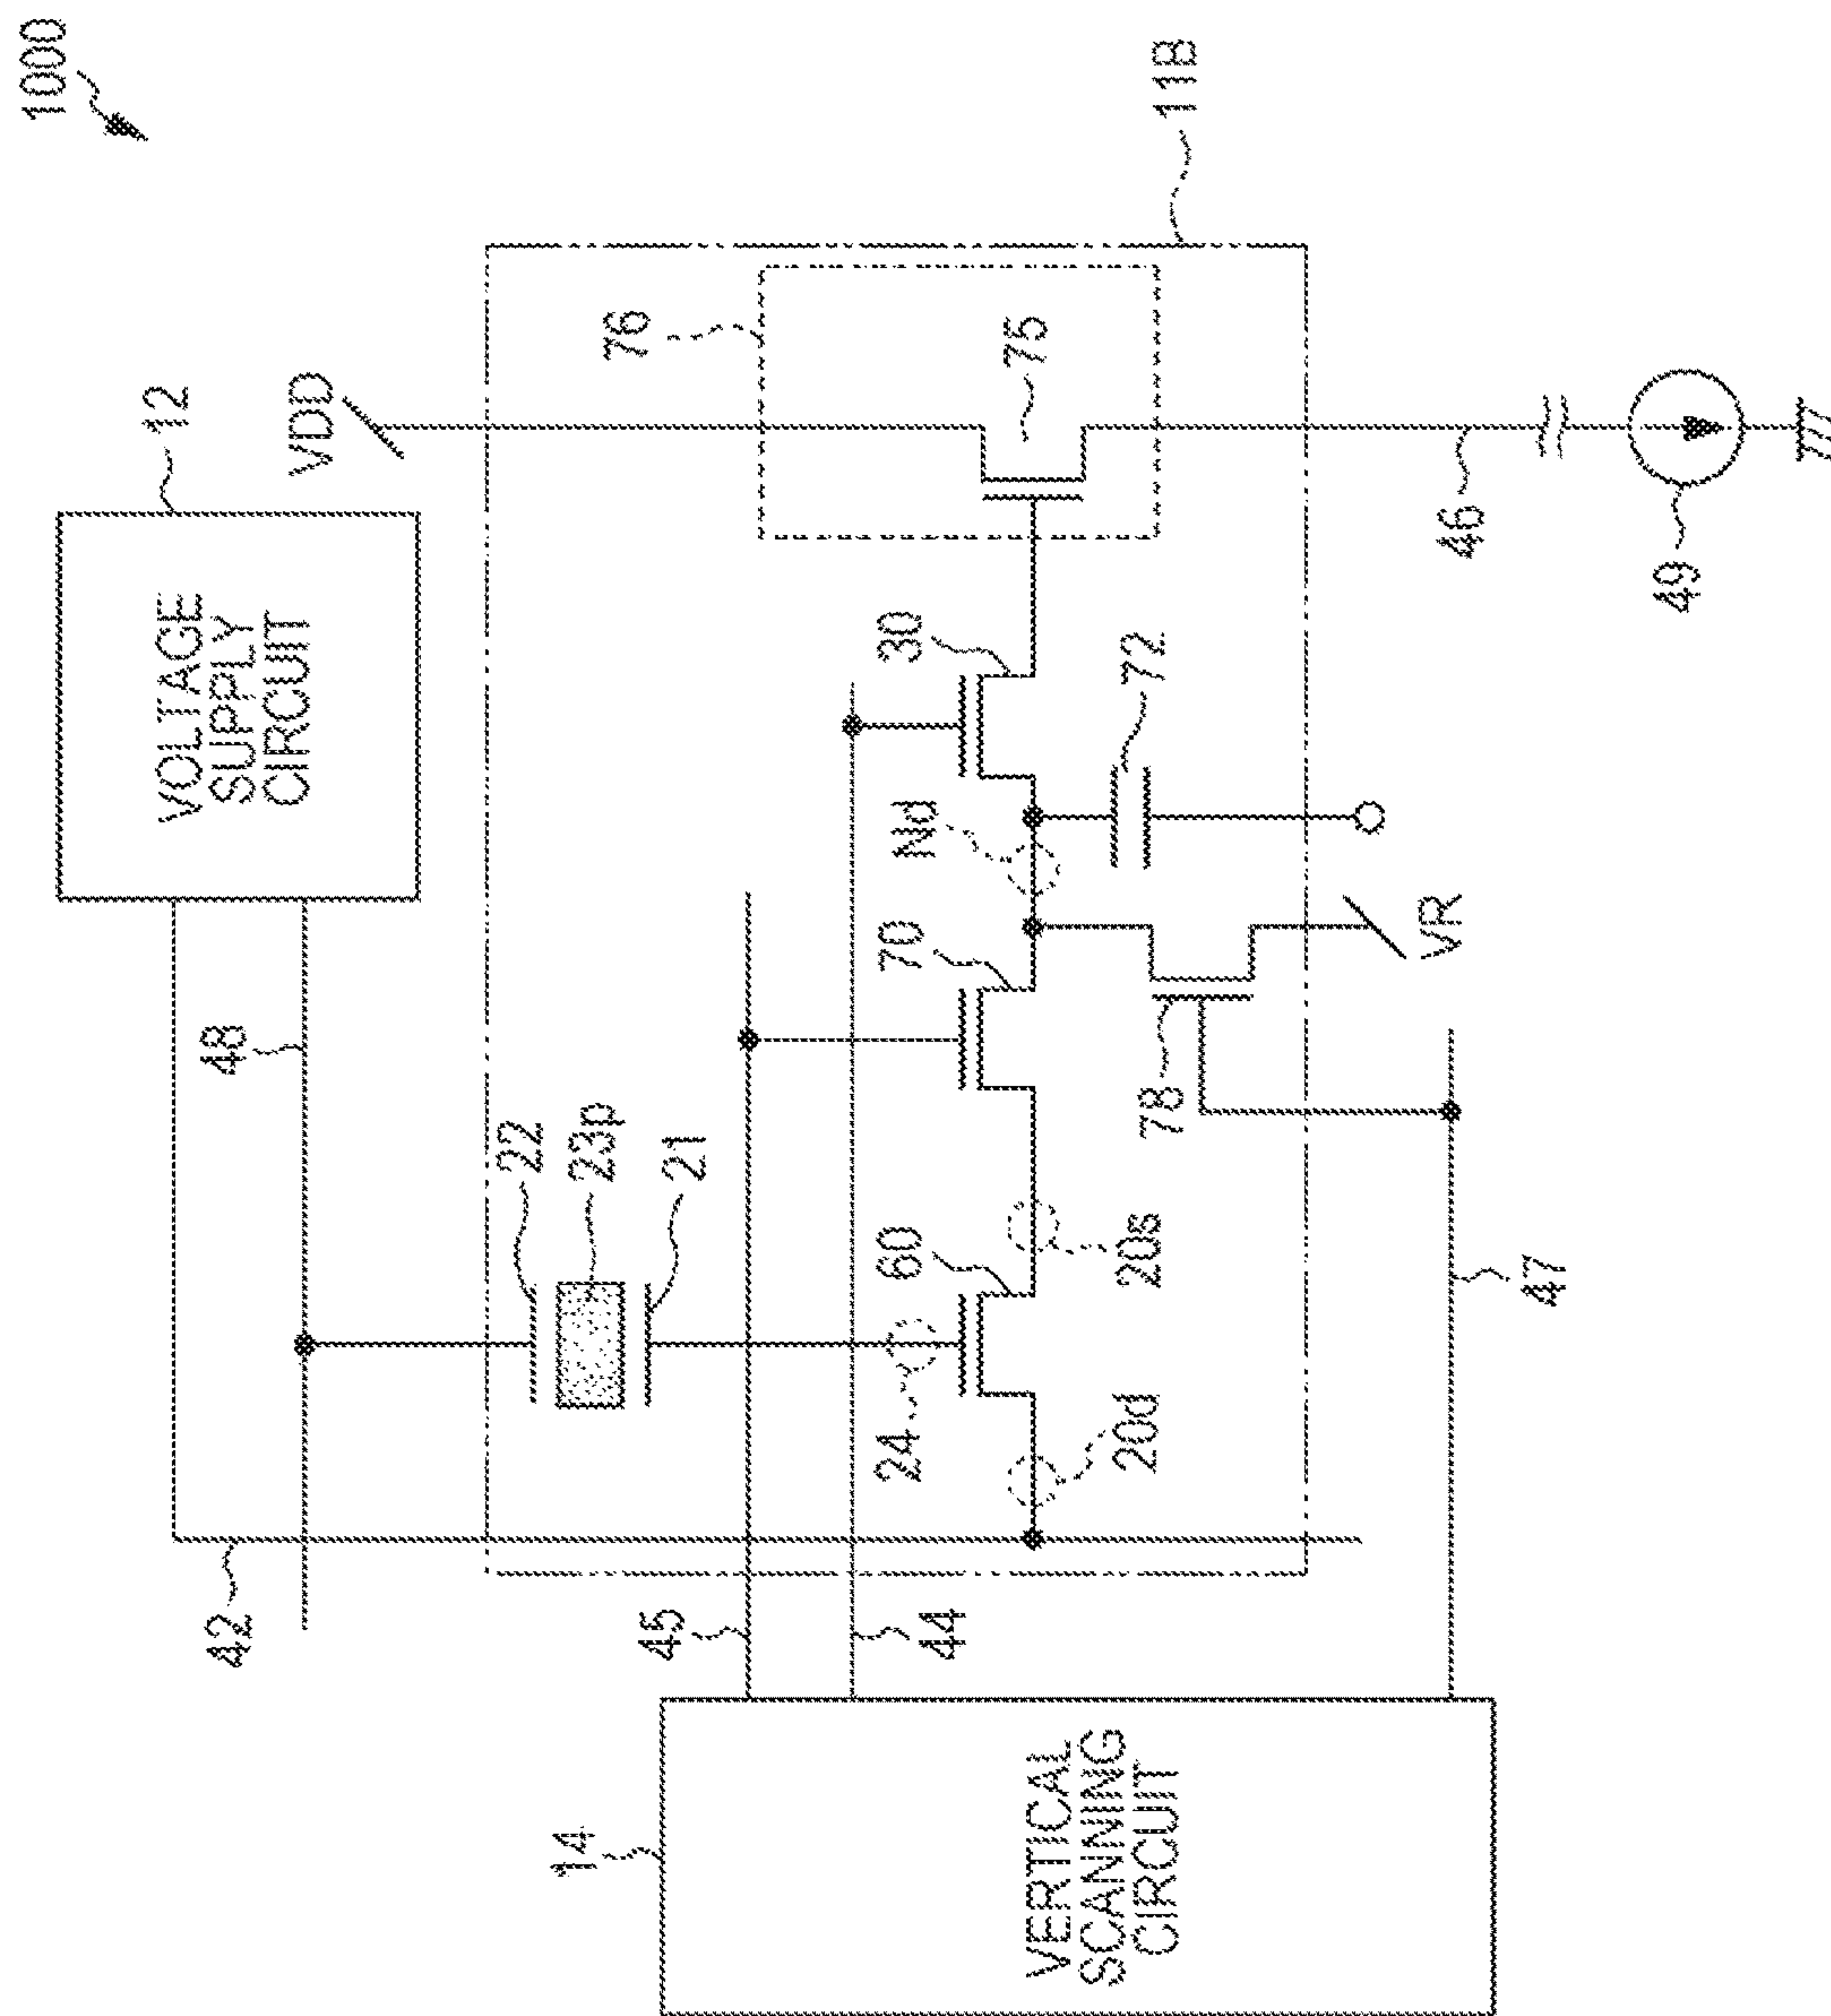 1000
12
VOLTAGE
SUPPLY
CIRCUIT
VDD
48
42
11B
76
75
22
23p
21
30
72
Nd
70
60
24
20s
20d
78
VR
45
44
47
46
49
14
VERTICAL
SCANNING
CIRCUIT